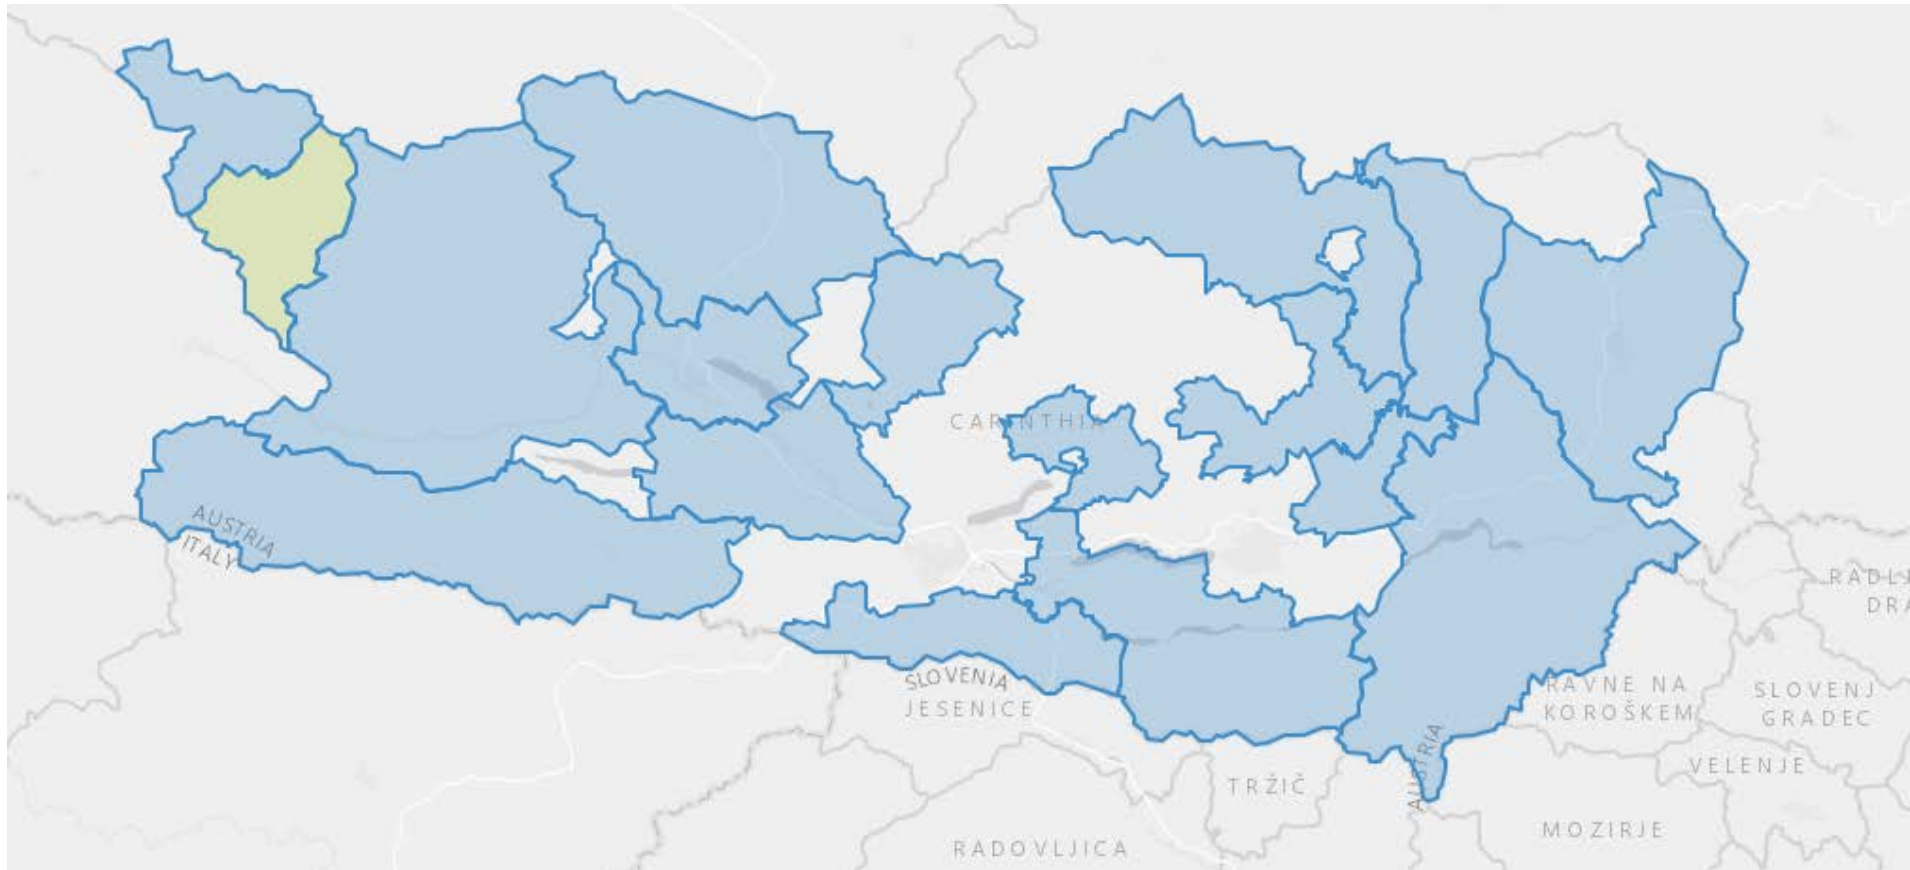 CARINTHIA
AUSTRIA
ITALY
SLOVENIA
JESENICE
RAVNE NA
KOROŠKEM
SLOVENJ
GRADEC
AUSTRIA
VELENJE
TRŽIČ
MOZIRJE
RADOVLJICA